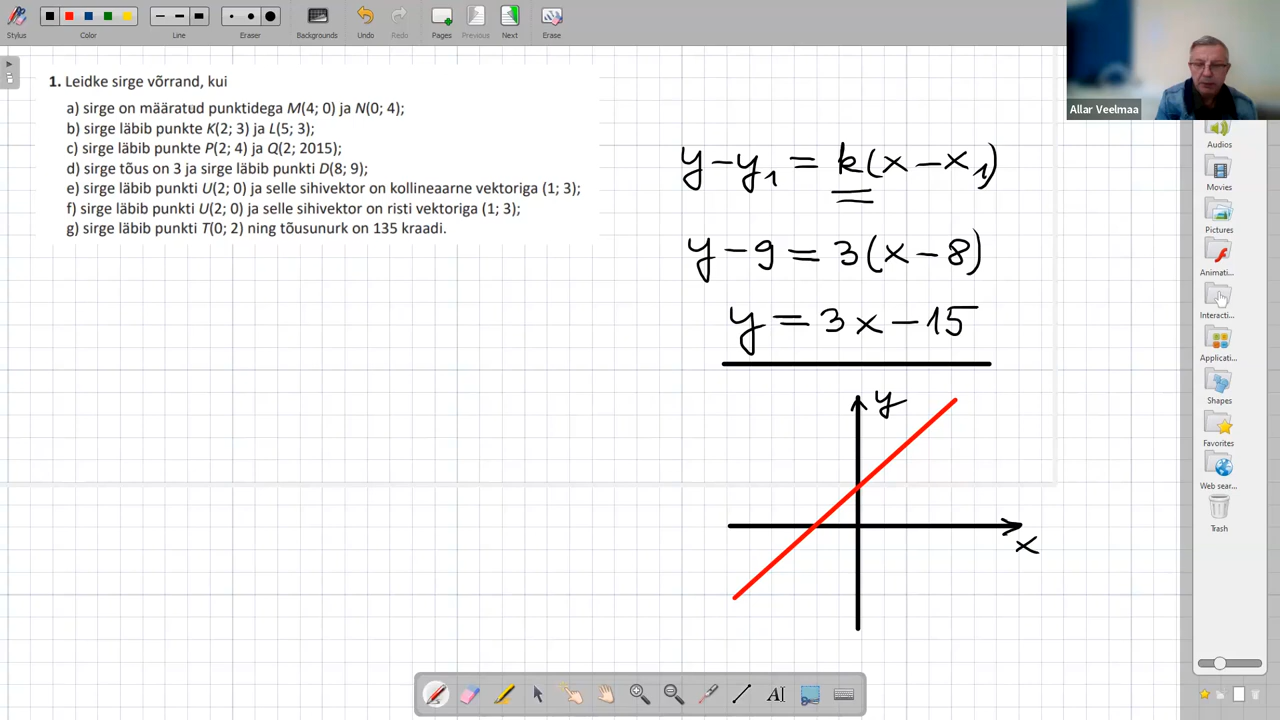 Stylus
Color
Line
Eraser
Backgrounds
Undo
Redo
Pages
Previous
Next
Erase
Allar Veelmaa
1. Leidke sirge võrrand, kui
a) sirge on määratud punktidega M(4; 0) ja N(0; 4);
b) sirge läbib punkte K(2; 3) ja L(5; 3);
c) sirge läbib punkte P(2; 4) ja Q(2; 2015);
d) sirge tõus on 3 ja sirge läbib punkti D(8; 9);
e) sirge läbib punkti U(2; 0) ja selle sihivektor on kollineaarne vektoriga (1; 3);
f) sirge läbib punkti U(2; 0) ja selle sihivektor on risti vektoriga (1; 3);
g) sirge läbib punkti T(0; 2) ning tõusunurk on 135 kraadi.
y-y₁ = k(x-x₁)
y-9 = 3(x-8)
y = 3x-15
y
x
Audios
Movies
Pictures
Animati...
Interacti...
Applicati...
Shapes
Favorites
Web sear...
Trash